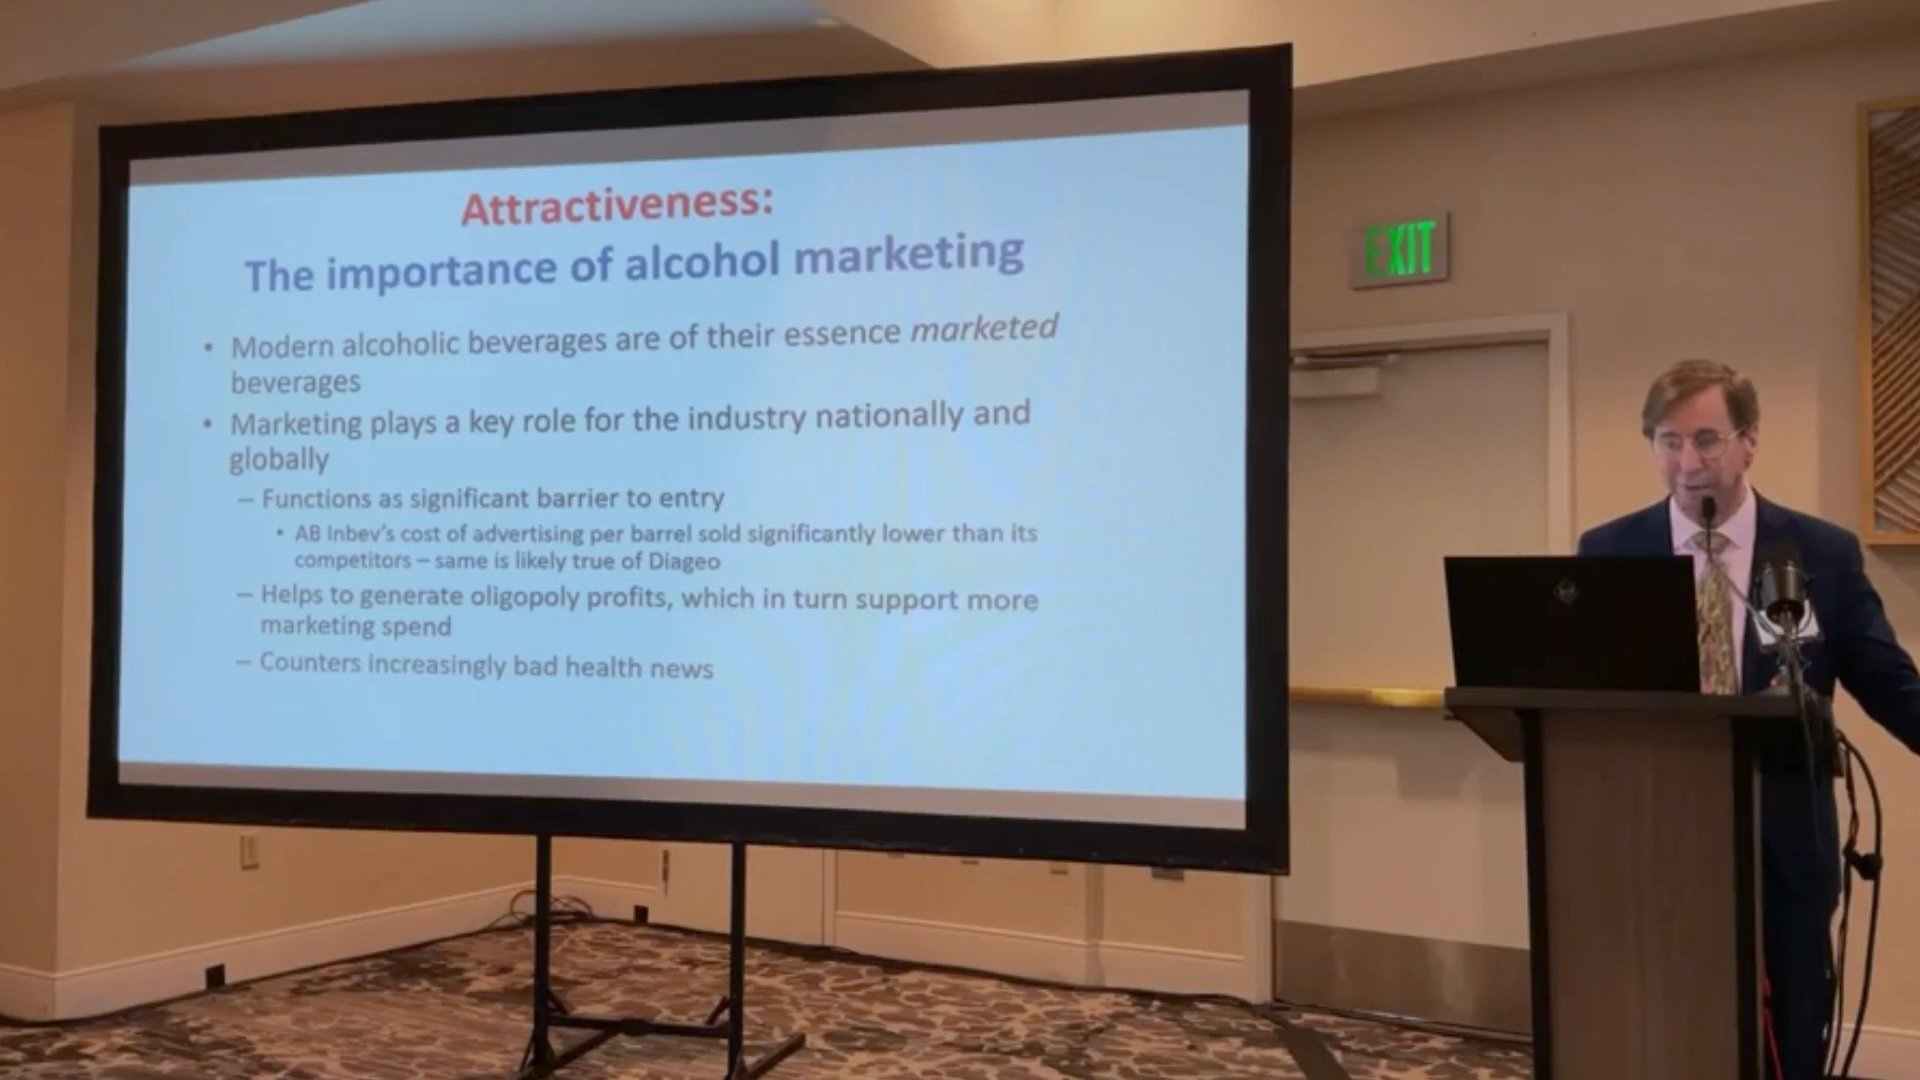 Attractiveness:
The importance of alcohol marketing
• Modern alcoholic beverages are of their essence marketed
beverages
• Marketing plays a key role for the industry nationally and
globally
– Functions as significant barrier to entry
• AB Inbev's cost of advertising per barrel sold significantly lower than its
competitors – same is likely true of Diageo
– Helps to generate oligopoly profits, which in turn support more
marketing spend
– Counters increasingly bad health news
EXIT